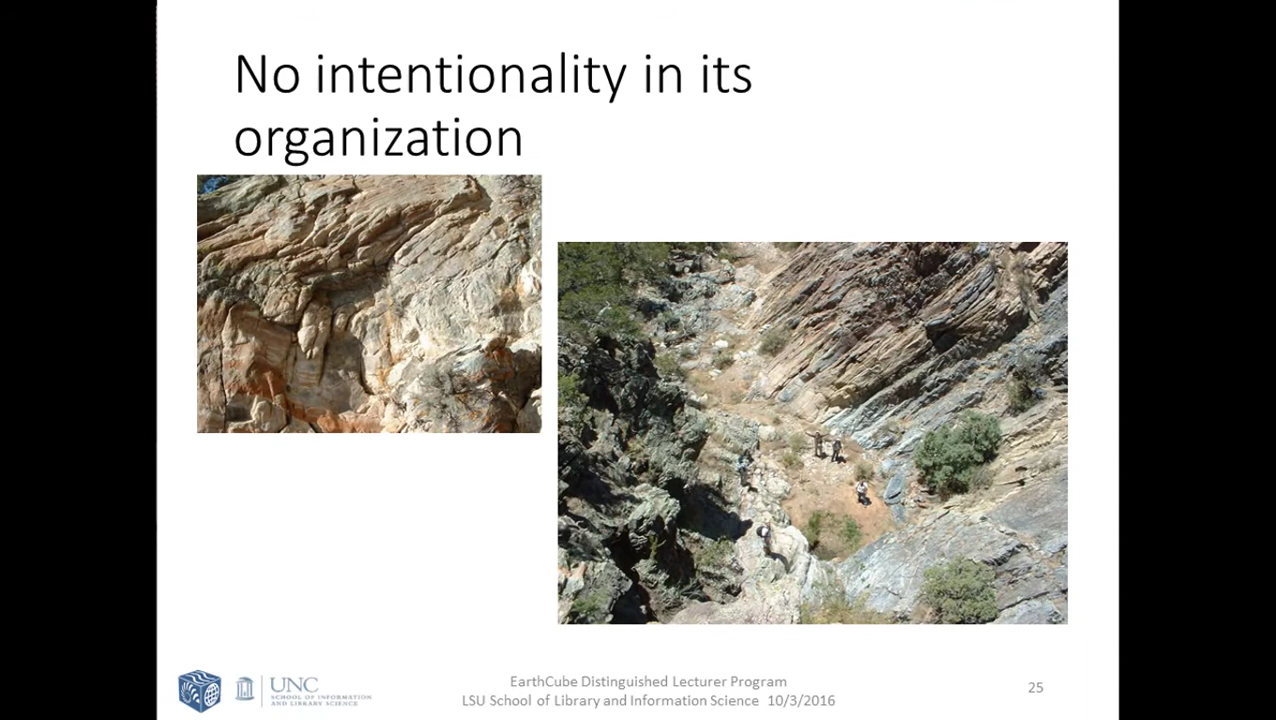 No intentionality in its
organization
UNC
SCHOOL OF INFORMATION
AND LIBRARY SCIENCE
EarthCube Distinguished Lecturer Program
LSU School of Library and Information Science 10/3/2016
25